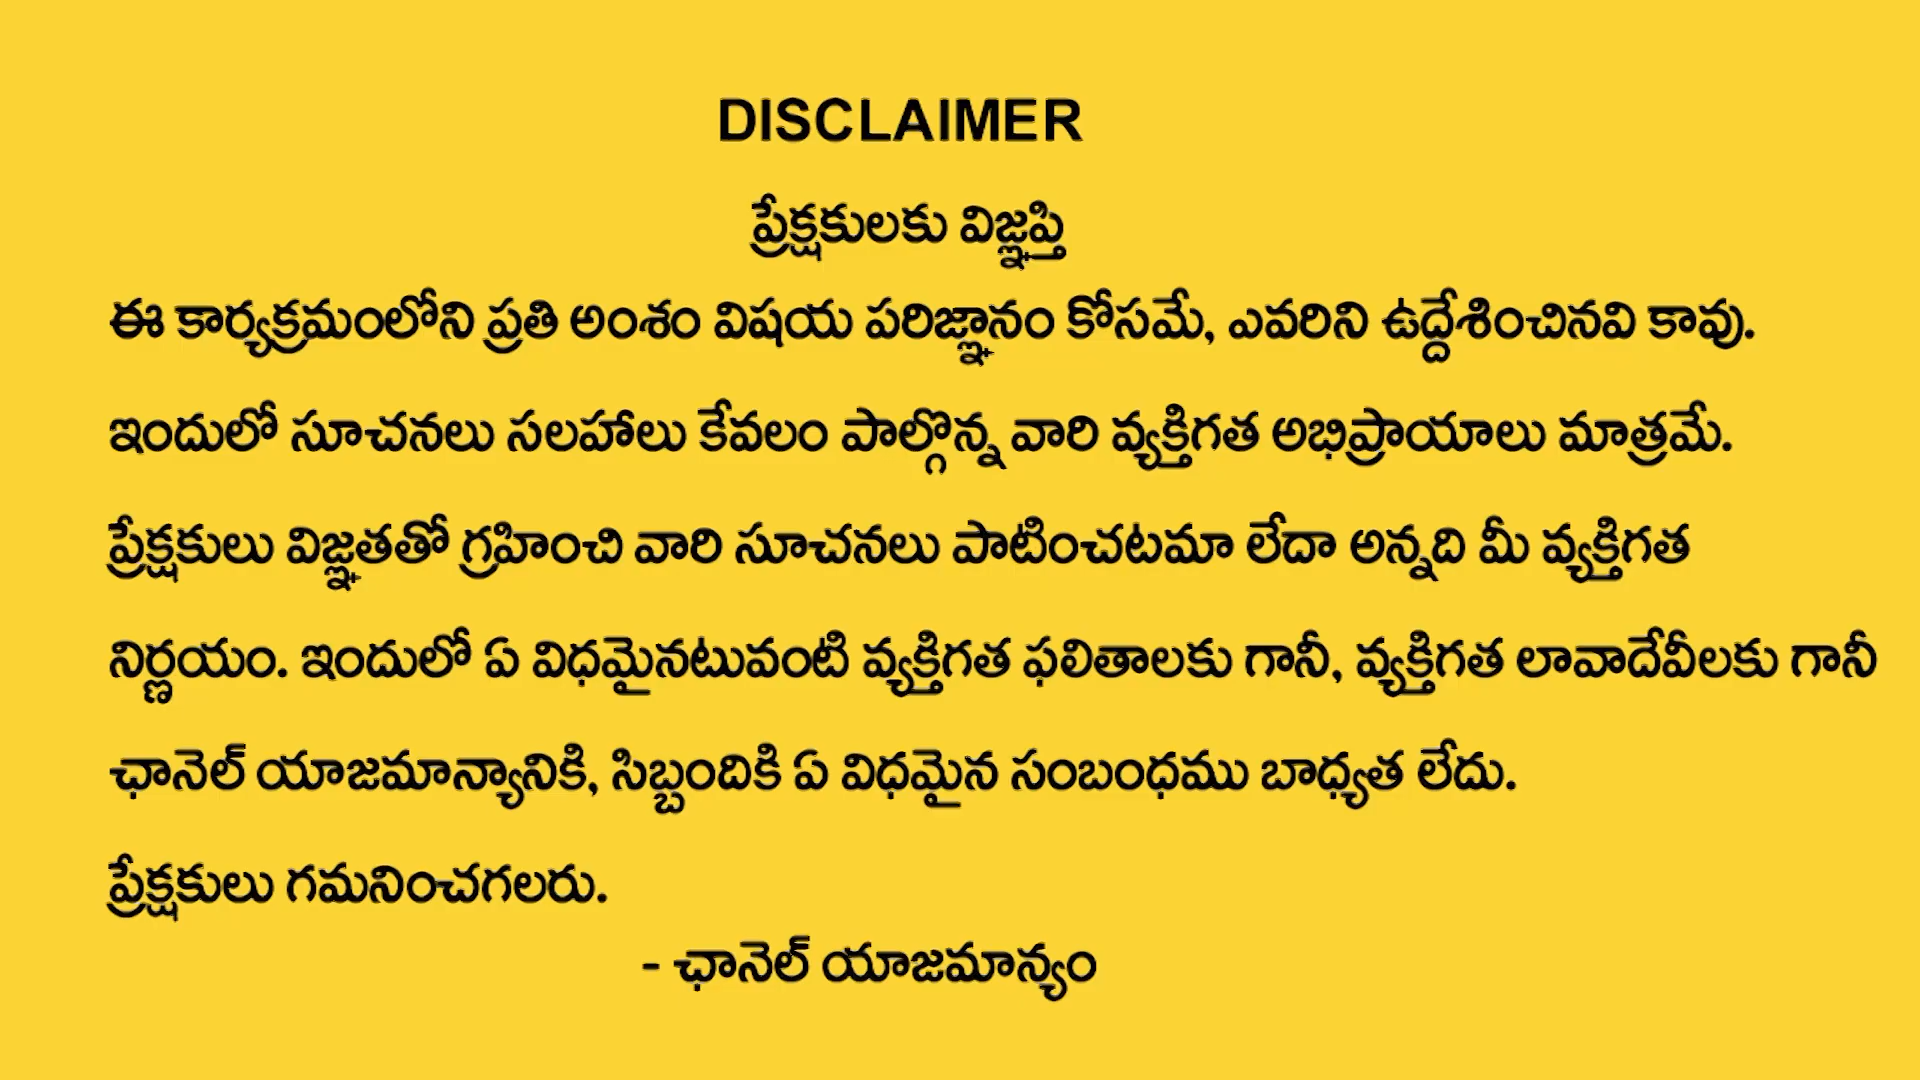 DISCLAIMER
ప్రేక్షకులకు విజ్ఞప్తి
ఈ కార్యక్రమంలోని ప్రతి అంశం విషయ పరిజ్ఞానం కోసమే, ఎవరిని ఉద్దేశించినవి కావు.
ఇందులో సూచనలు సలహాలు కేవలం పాల్గొన్న వారి వ్యక్తిగత అభిప్రాయాలు మాత్రమే.
ప్రేక్షకులు విజ్ఞతతో గ్రహించి వారి సూచనలు పాటించటమా లేదా అన్నది మీ వ్యక్తిగత
నిర్ణయం. ఇందులో ఏ విధమైనటువంటి వ్యక్తిగత ఫలితాలకు గానీ, వ్యక్తిగత లావాదేవీలకు గానీ
ఛానెల్ యాజమాన్యానికి, సిబ్బందికి ఏ విధమైన సంబంధము బాధ్యత లేదు.
ప్రేక్షకులు గమనించగలరు.
- ఛానెల్ యాజమాన్యం